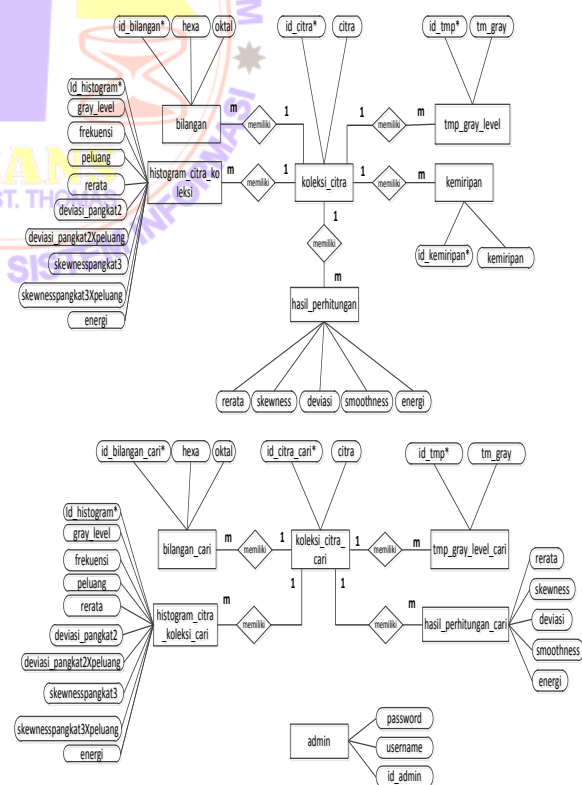 id_bilangan*
hexa
oktal
id_citra*
citra
id_tmp*
tm_gray
Id_histogram*
gray_level
frekuensi
peluang
rerata
deviasi_pangkat2
deviasi_pangkat2Xpeluang
skewnesspangkat3
skewnesspangkat3Xpeluang
energi
ST. THOMAS
SISTEM INFORMASI
bilangan
m
memiliki
1
1
memiliki
m
tmp_gray_level
histogram_citra_ko
leksi
m
memiliki
1
koleksi_citra
1
memiliki
m
kemiripan
id_kemiripan*
kemiripan
1
memiliki
m
hasil_perhitungan
rerata
skewness
deviasi
smoothness
energi
id_bilangan_cari*
hexa
oktal
id_citra_cari*
citra
id_tmp*
tm_gray
Id_histogram*
gray_level
frekuensi
peluang
rerata
deviasi_pangkat2
deviasi_pangkat2Xpeluang
skewnesspangkat3
skewnesspangkat3Xpeluang
energi
bilangan_cari
m
memiliki
1
koleksi_citra_
cari
1
memiliki
m
tmp_gray_level_cari
histogram_citra
_koleksi_cari
m
memiliki
1
1
memiliki
m
hasil_perhitungan_cari
rerata
skewness
deviasi
smoothness
energi
admin
password
username
id_admin